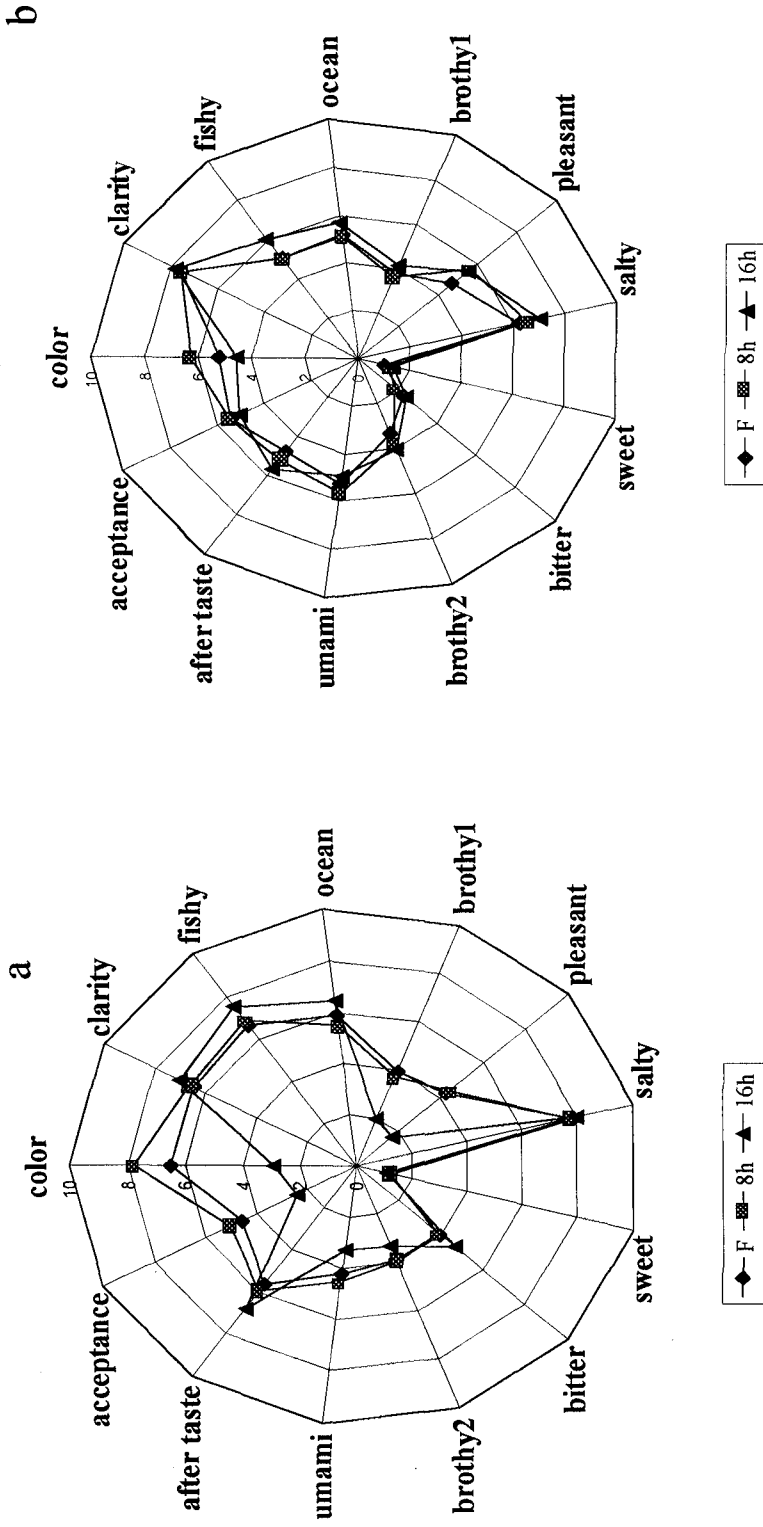 a
color
clarity
fishy
ocean
brothy1
pleasant
salty
sweet
bitter
brothy2
umami
after taste
acceptance
10
8
6
4
2
0
F 8h 16h
b
color
clarity
fishy
ocean
brothy1
pleasant
salty
sweet
bitter
brothy2
umami
after taste
acceptance
10
8
6
4
2
0
F 8h 16h